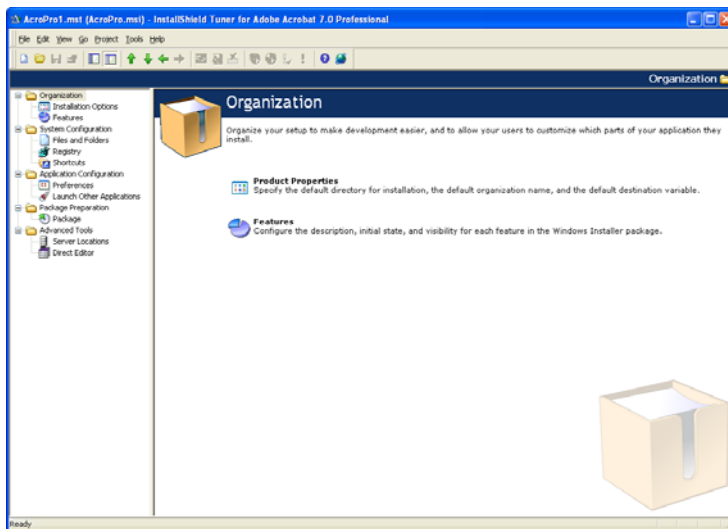 AcroPro1.mst (AcroPro.msi) - InstallShield Tuner for Adobe Acrobat 7.0 Professional
File Edit View Go Project Tools Help
Organization
Organization
Installation Options
Features
System Configuration
Files and Folders
Registry
Shortcuts
Application Configuration
Preferences
Launch Other Applications
Package Preparation
Package
Advanced Tools
Server Locations
Direct Editor
Organization
Organize your setup to make development easier, and to allow your users to customize which parts of your application they
install.
Product Properties
Specify the default directory for installation, the default organization name, and the default destination variable.
Features
Configure the description, initial state, and visibility for each feature in the Windows Installer package.
Ready